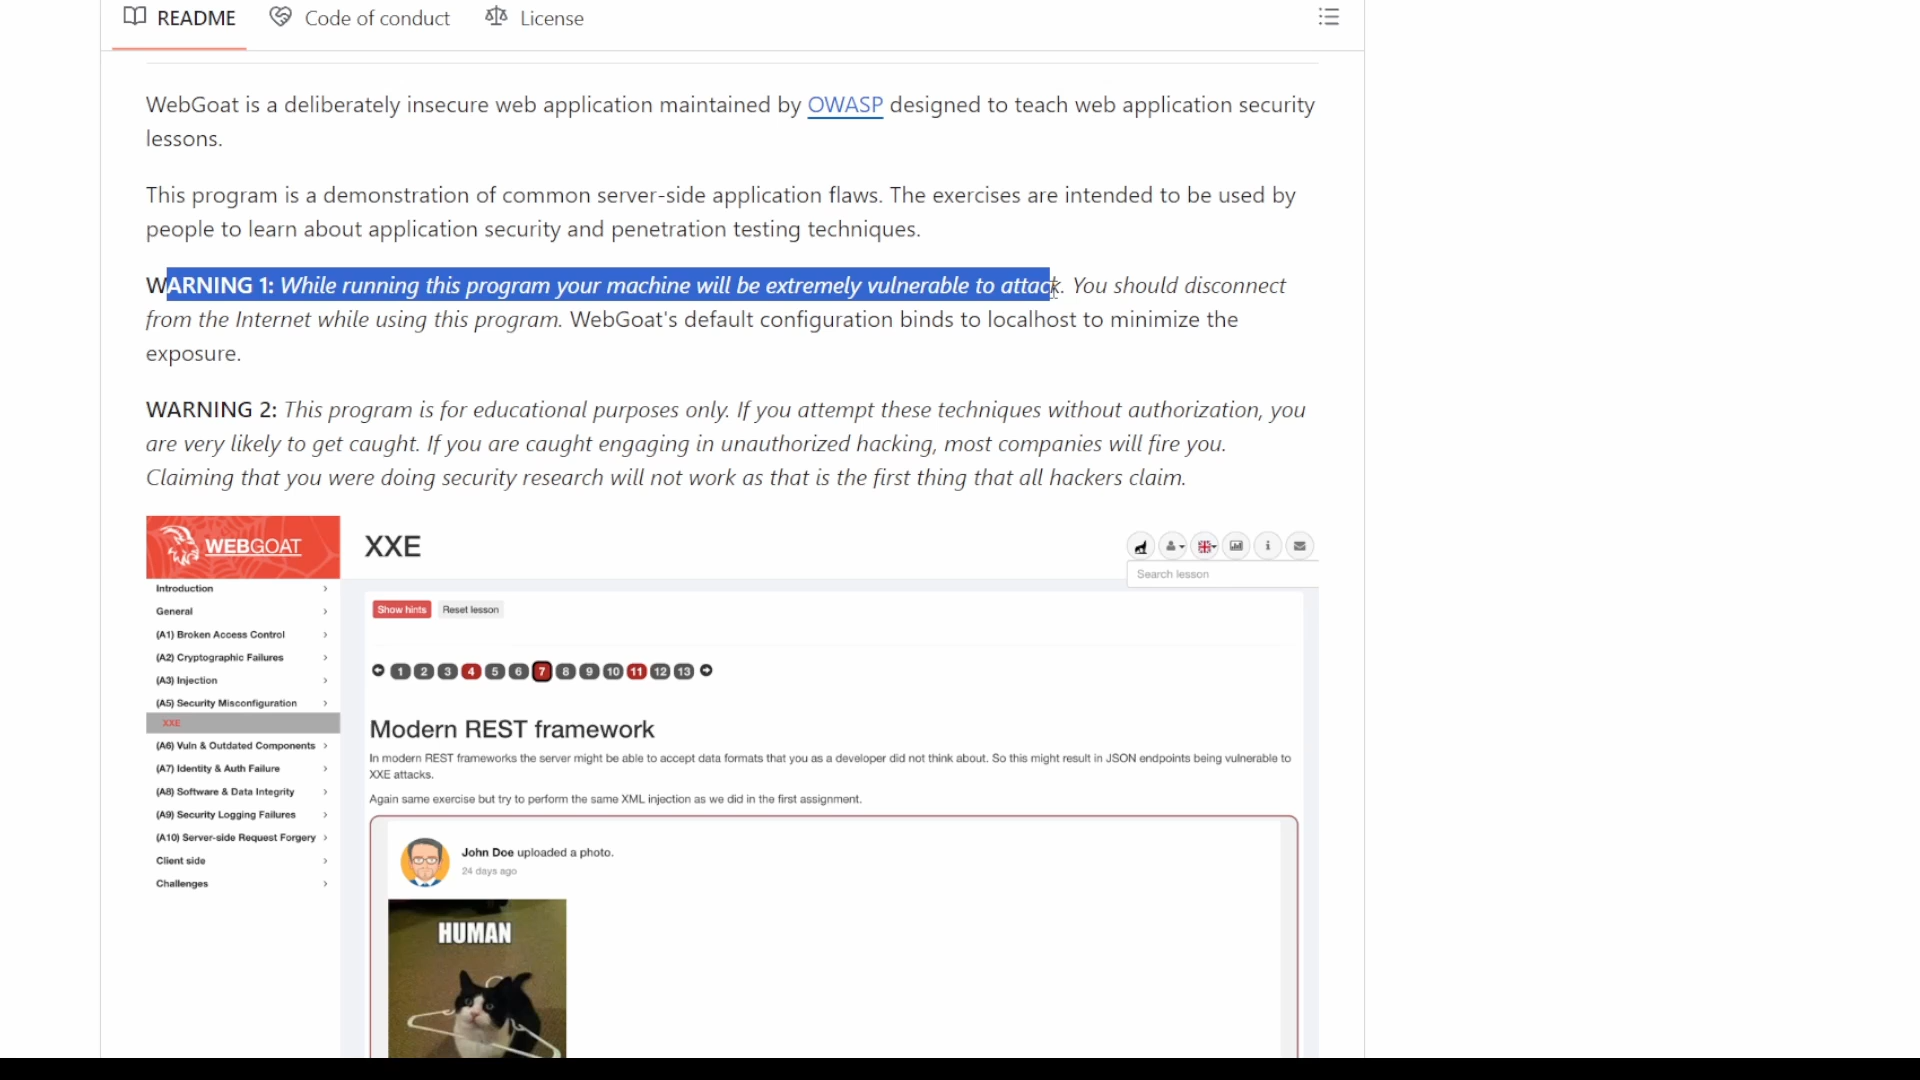 README
Code of conduct
License
WebGoat is a deliberately insecure web application maintained by OWASP designed to teach web application security
lessons.
This program is a demonstration of common server-side application flaws. The exercises are intended to be used by
people to learn about application security and penetration testing techniques.
WARNING 1: While running this program your machine will be extremely vulnerable to attack. You should disconnect
from the Internet while using this program. WebGoat's default configuration binds to localhost to minimize the
exposure.
WARNING 2: This program is for educational purposes only. If you attempt these techniques without authorization, you
are very likely to get caught. If you are caught engaging in unauthorized hacking, most companies will fire you.
Claiming that you were doing security research will not work as that is the first thing that all hackers claim.
WEBGOAT
XXE
Search lesson
Introduction
General
(A1) Broken Access Control
(A2) Cryptographic Failures
(A3) Injection
(A5) Security Misconfiguration
XXE
(A6) Vuln & Outdated Components
(A7) Identity & Auth Failure
(A8) Software & Data Integrity
(A9) Security Logging Failures
(A10) Server-side Request Forgery
Client side
Challenges
Show hints
Reset lesson
1 2 3 4 5 6 7 8 9 10 11 12 13
Modern REST framework
In modern REST frameworks the server might be able to accept data formats that you as a developer did not think about. So this might result in JSON endpoints being vulnerable to
XXE attacks.
Again same exercise but try to perform the same XML injection as we did in the first assignment.
John Doe uploaded a photo.
24 days ago
HUMAN